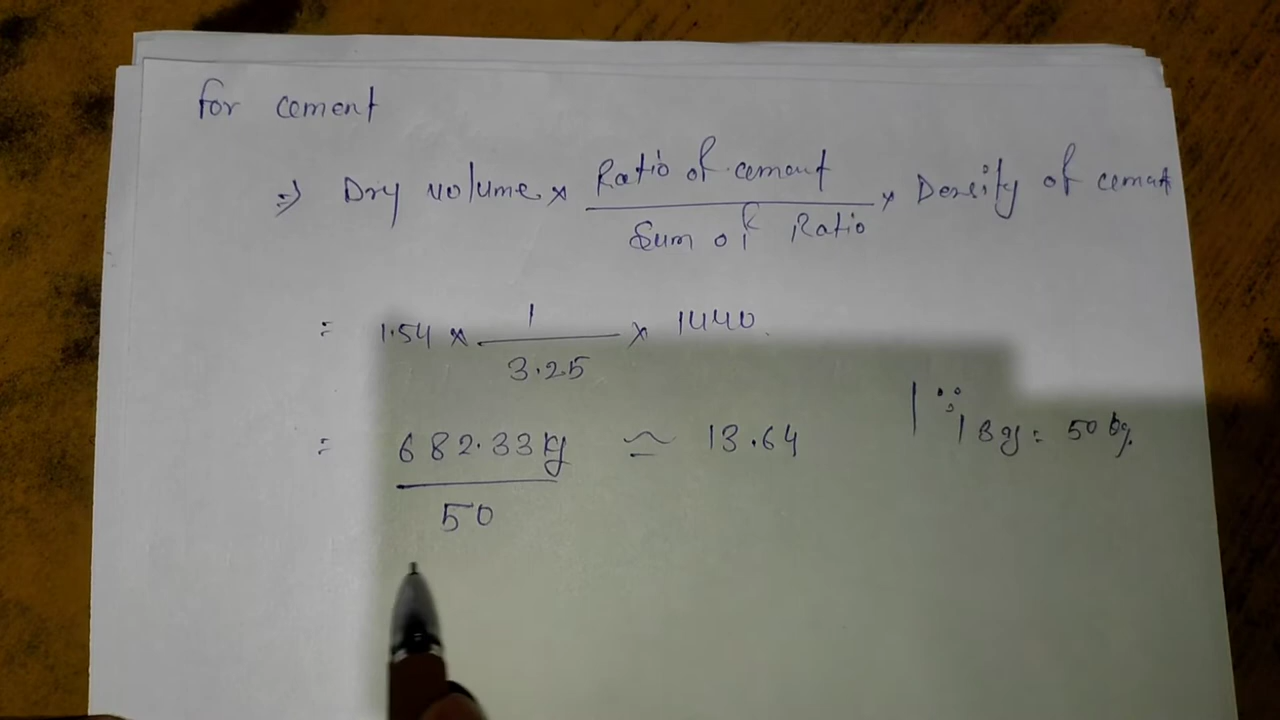 for cement
⇒ Dry volume × Ratio of cement / Sum of Ratio × Density of cement
= 1.54 × 1 / 3.25 × 1440.
= 682.33 kg / 50 ≃ 13.64
∵ 1 Bag = 50 kg.